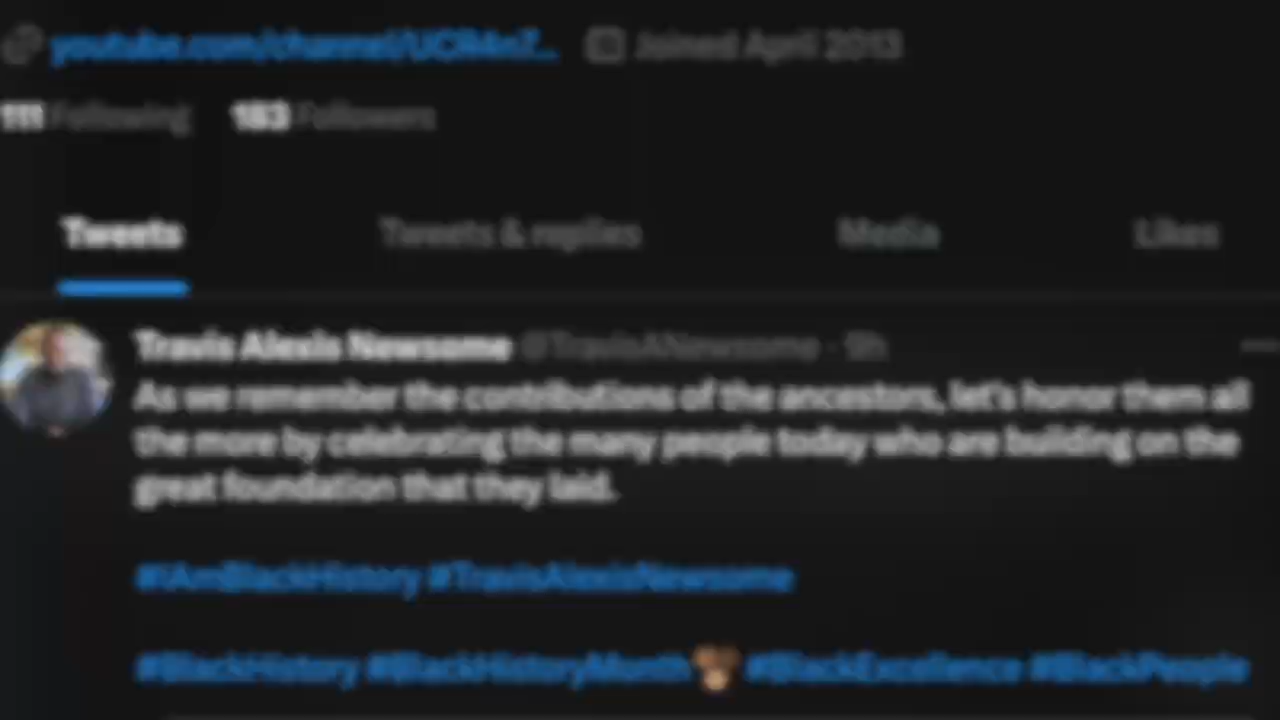 youtube.com/channel/UCR4n7...
Joined April 2013
111 Following 183 Followers
Tweets Tweets & replies Media Likes
Travis Alexis Newsome @TravisANewsome · 9h
As we remember the contributions of the ancestors, let's honor them all
the more by celebrating the many people today who are building on the
great foundation that they laid.
#IAmBlackHistory #TravisAlexisNewsome
#BlackHistory #BlackHistoryMonth #BlackExcellence #BlackPeople